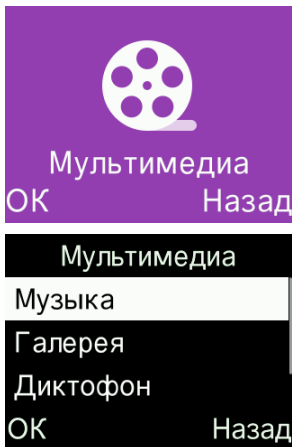 Мультимедиа
ОК Назад
Мультимедиа
Музыка
Галерея
Диктофон
ОК Назад